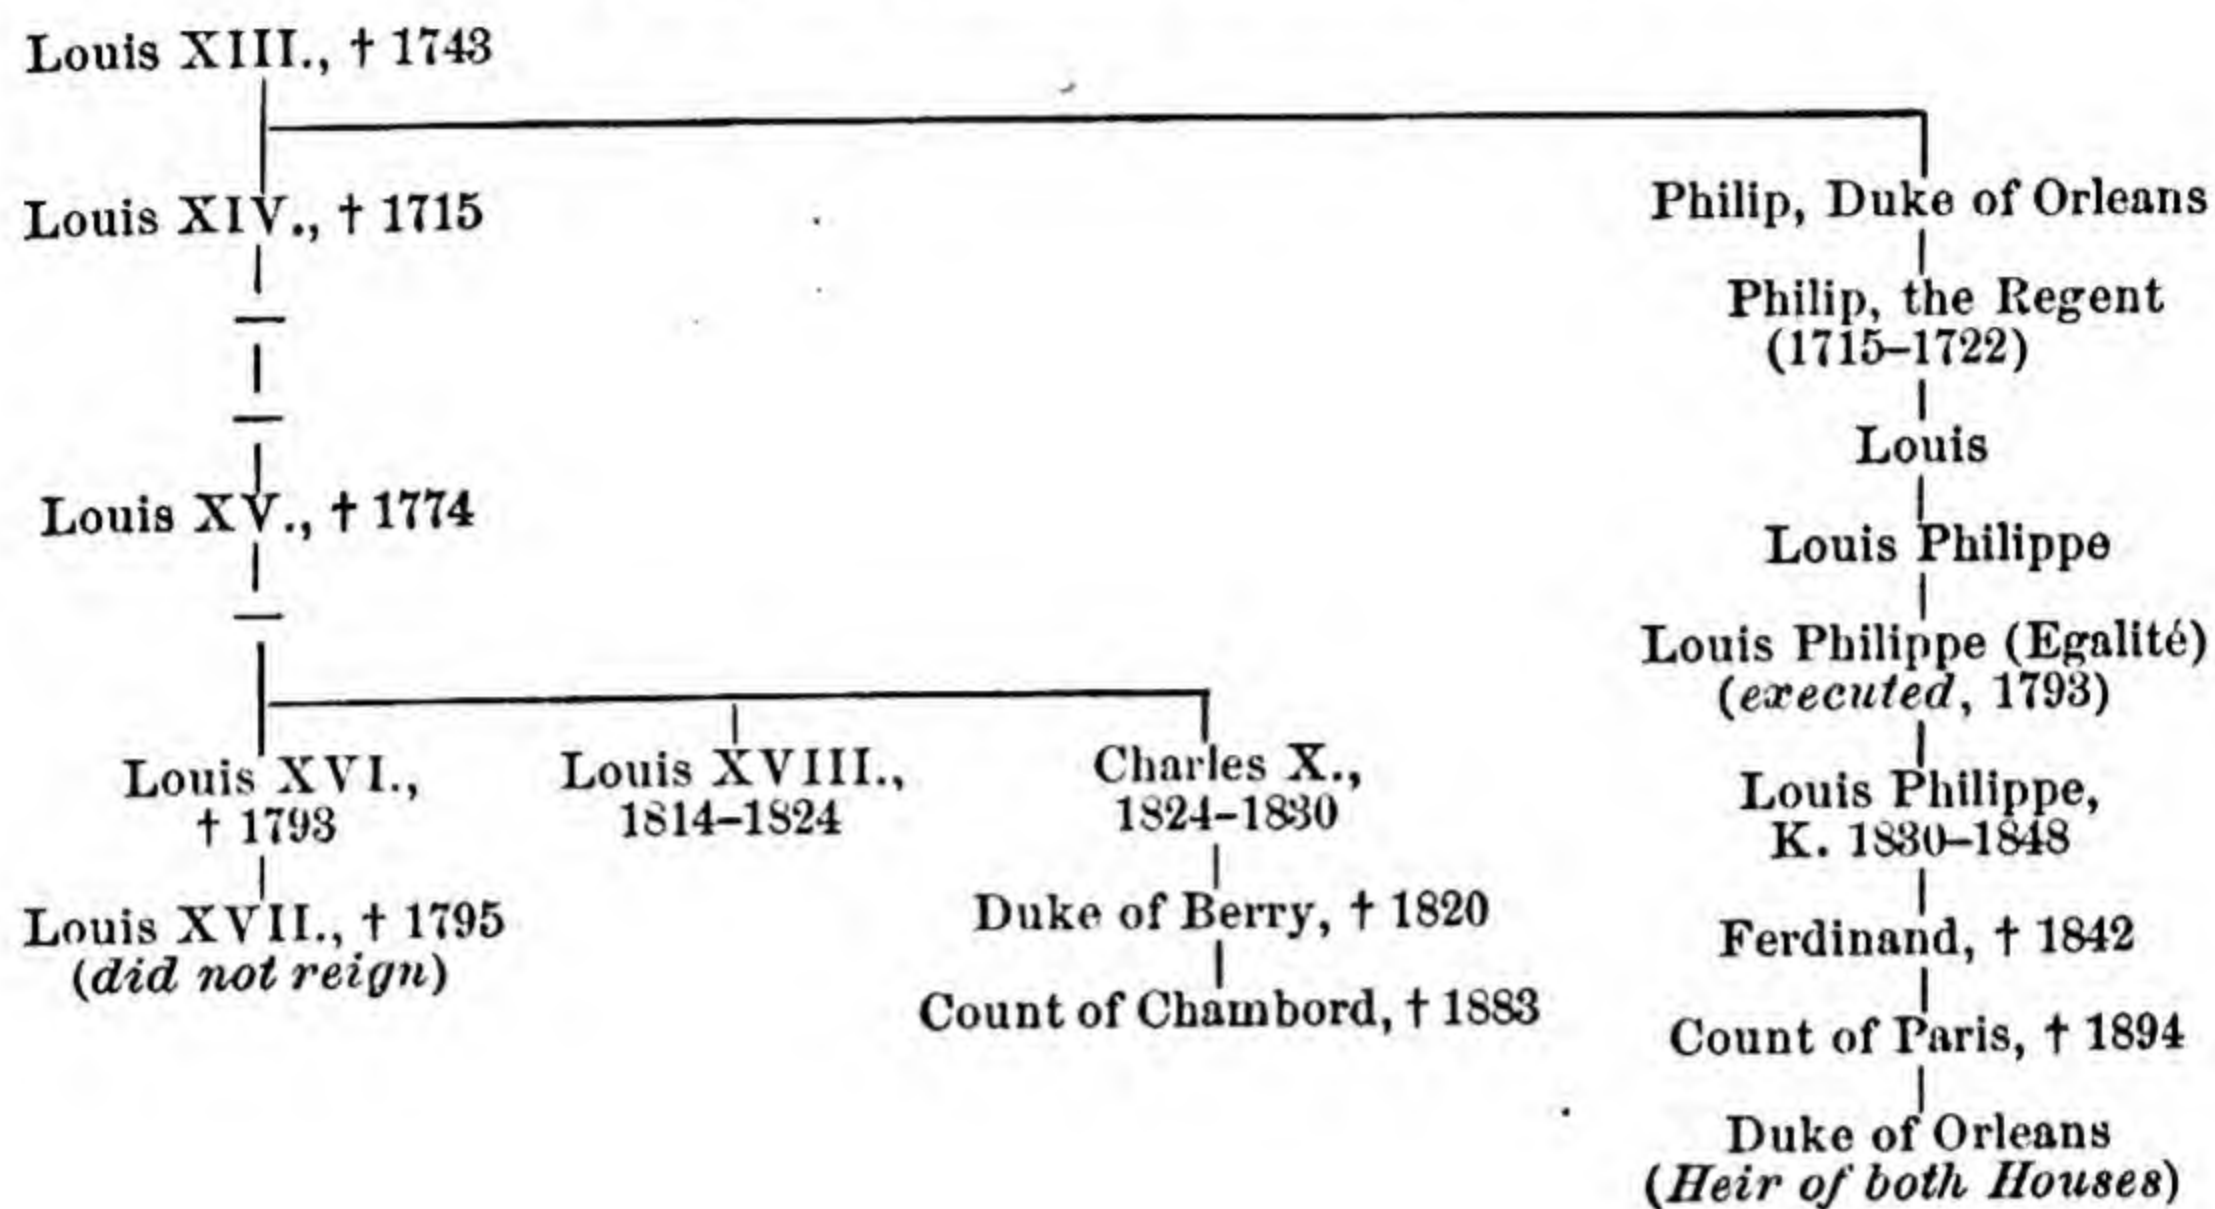 Louis XIII., † 1743
Louis XIV., † 1715
Philip, Duke of Orleans
Philip, the Regent
(1715–1722)
Louis
Louis XV., † 1774
Louis Philippe
Louis Philippe (Egalité)
(executed, 1793)
Louis XVI.,
† 1793
Louis XVIII.,
1814–1824
Charles X.,
1824–1830
Louis Philippe,
K. 1830–1848
Louis XVII., † 1795
(did not reign)
Duke of Berry, † 1820
Ferdinand, † 1842
Count of Chambord, † 1883
Count of Paris, † 1894
Duke of Orleans
(Heir of both Houses)